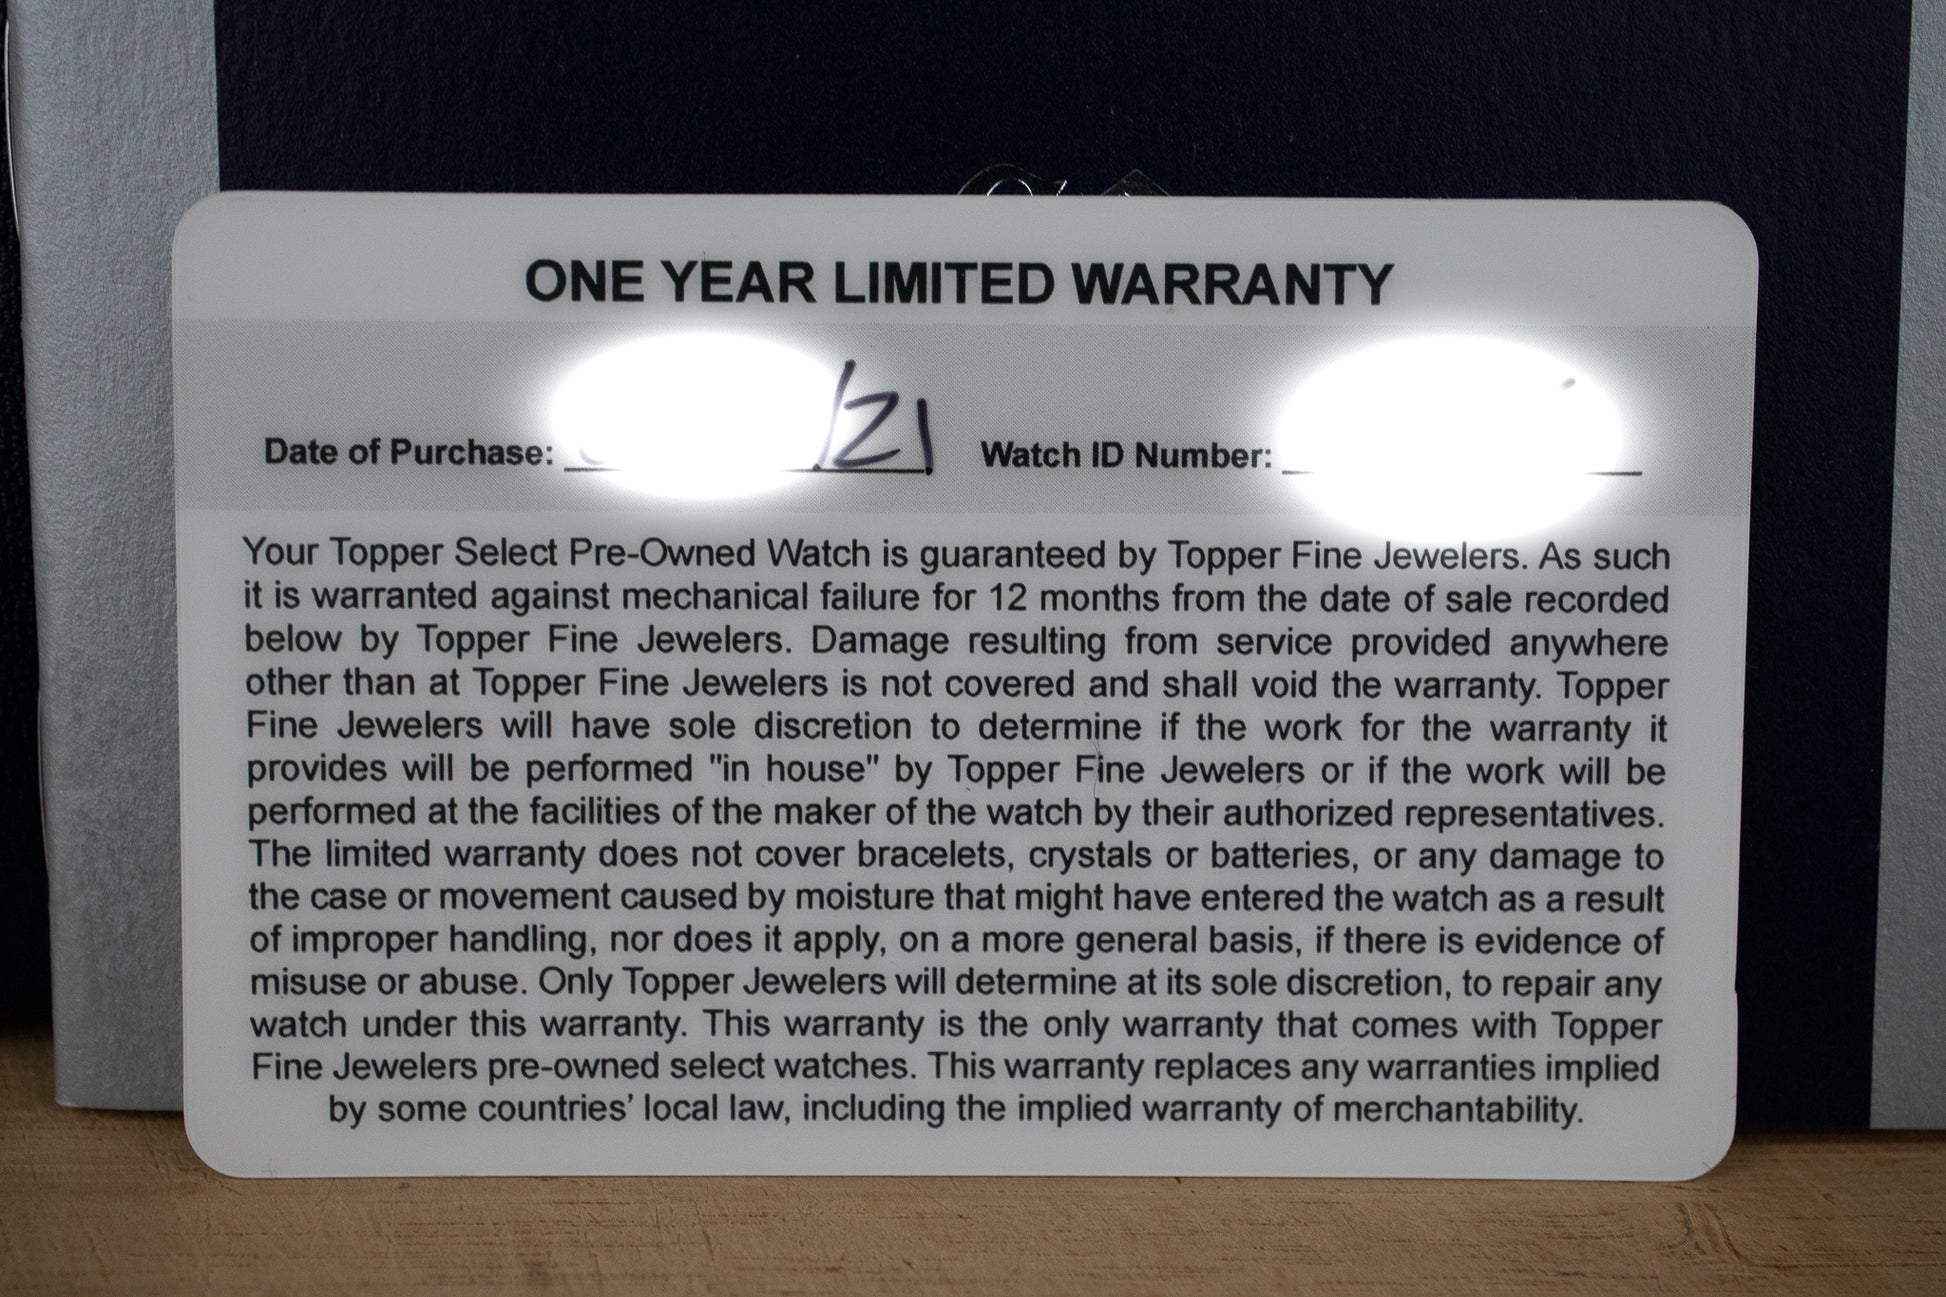 ONE YEAR LIMITED WARRANTY
Date of Purchase: /21 Watch ID Number:
Your Topper Select Pre-Owned Watch is guaranteed by Topper Fine Jewelers. As such
it is warranted against mechanical failure for 12 months from the date of sale recorded
below by Topper Fine Jewelers. Damage resulting from service provided anywhere
other than at Topper Fine Jewelers is not covered and shall void the warranty. Topper
Fine Jewelers will have sole discretion to determine if the work for the warranty it
provides will be performed "in house" by Topper Fine Jewelers or if the work will be
performed at the facilities of the maker of the watch by their authorized representatives.
The limited warranty does not cover bracelets, crystals or batteries, or any damage to
the case or movement caused by moisture that might have entered the watch as a result
of improper handling, nor does it apply, on a more general basis, if there is evidence of
misuse or abuse. Only Topper Jewelers will determine at its sole discretion, to repair any
watch under this warranty. This warranty is the only warranty that comes with Topper
Fine Jewelers pre-owned select watches. This warranty replaces any warranties implied
by some countries’ local law, including the implied warranty of merchantability.